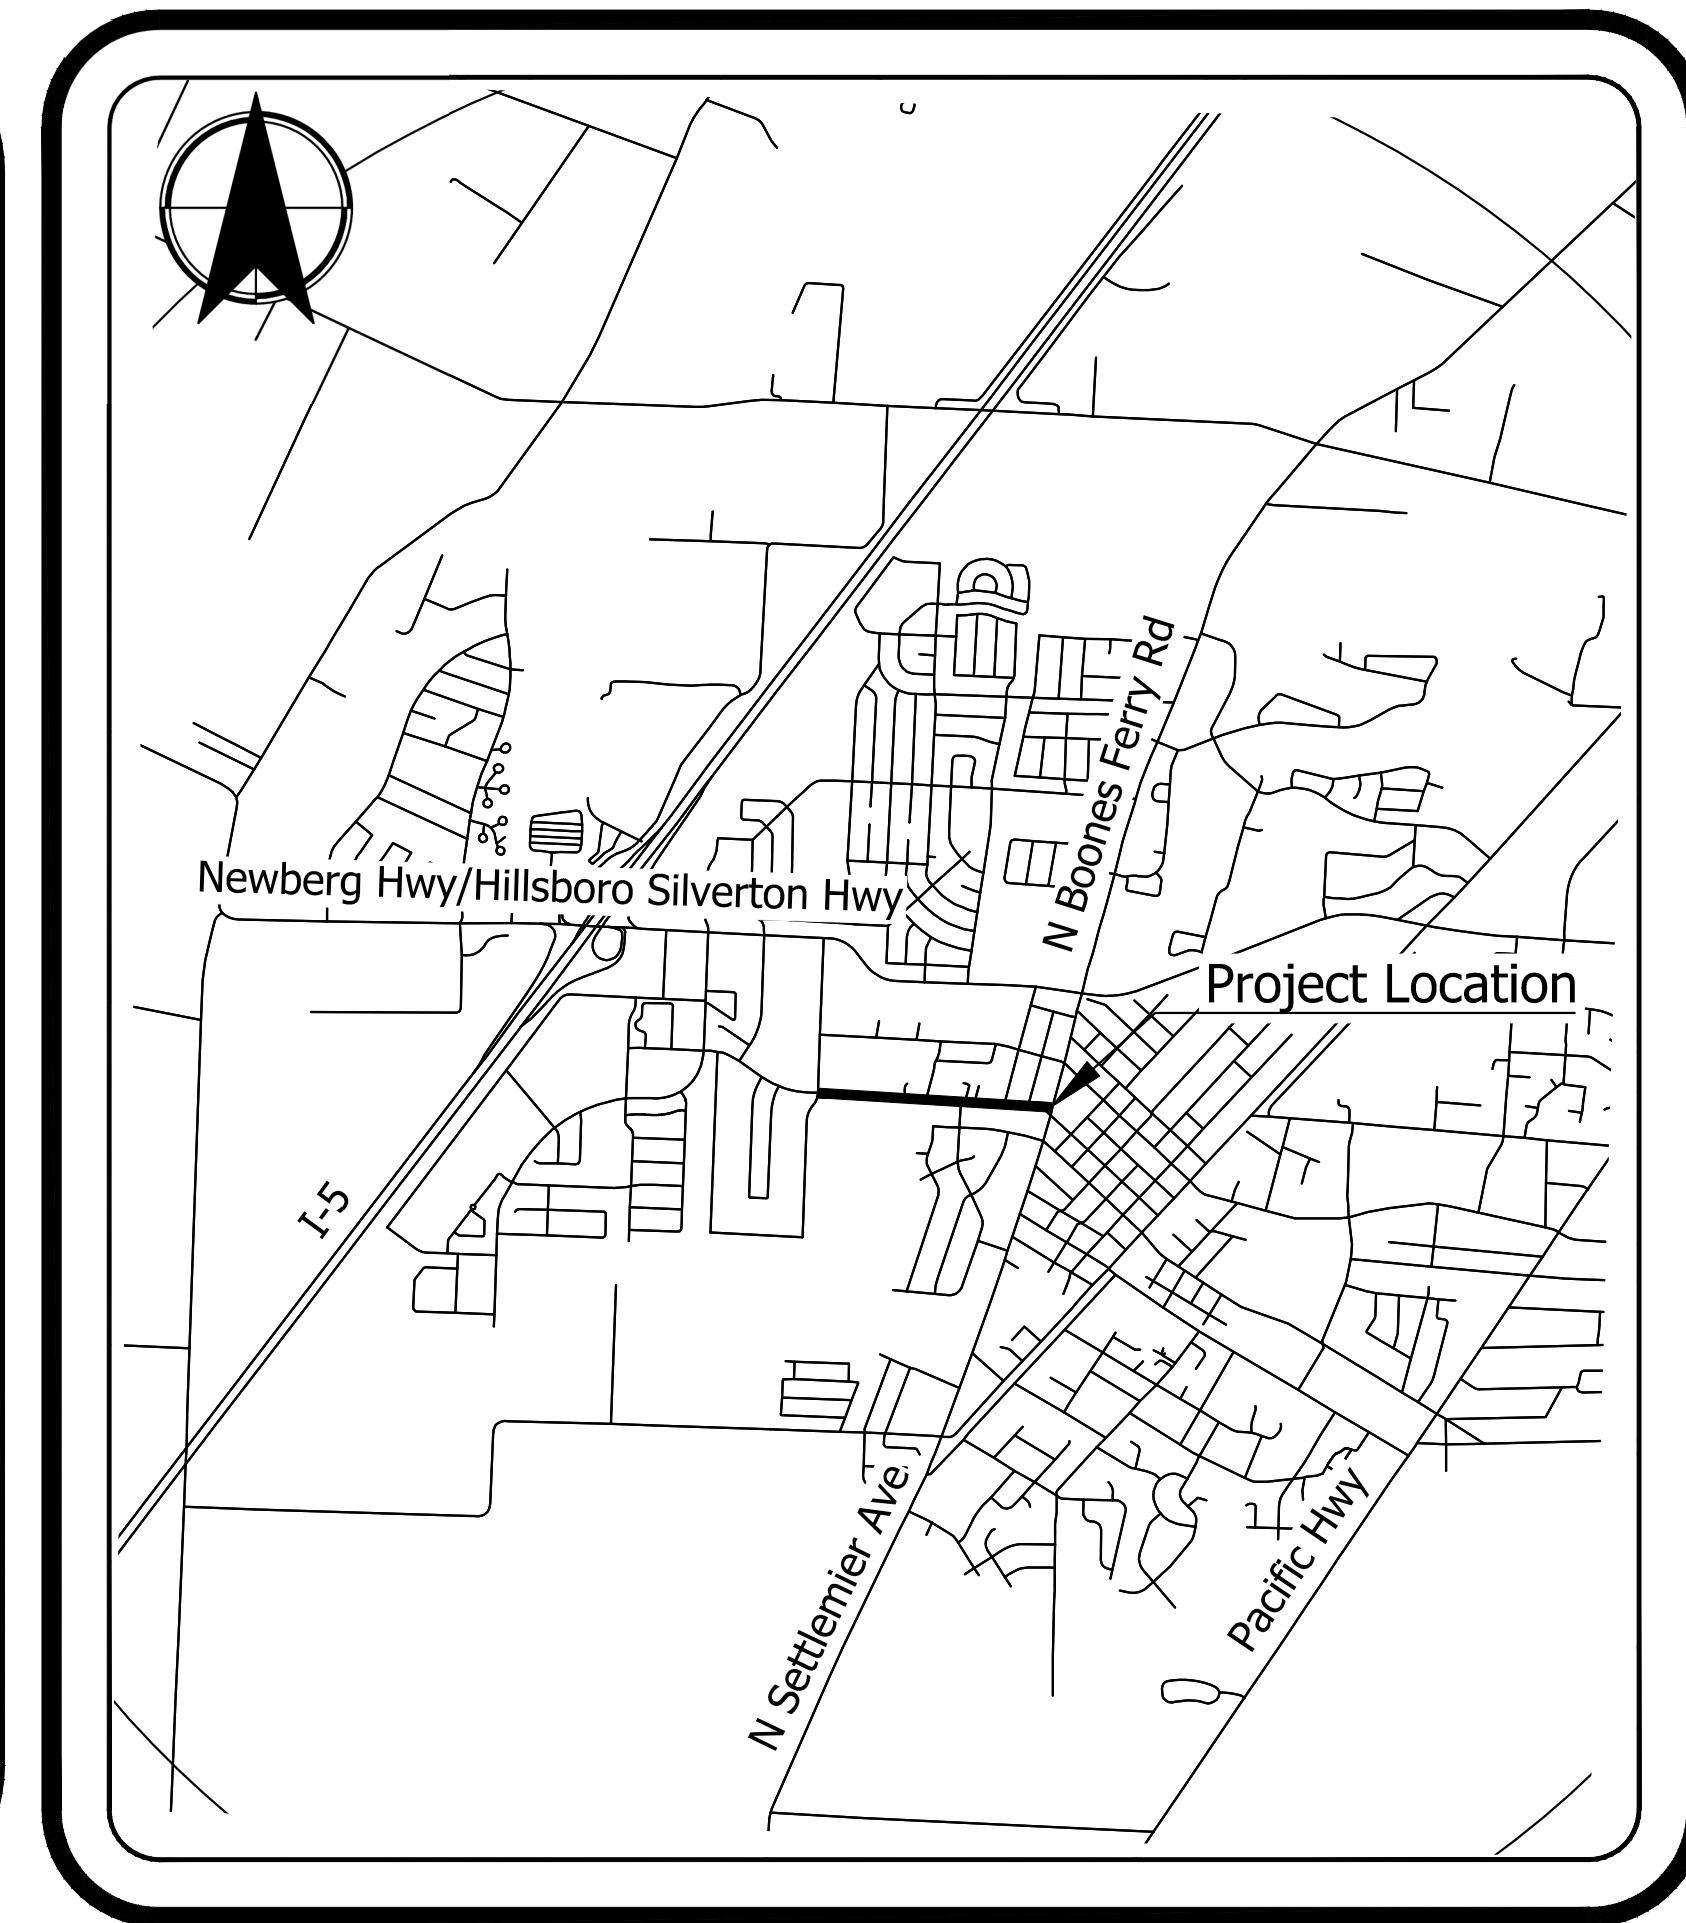 N Boones Ferry Rd
Newberg Hwy/Hillsboro Silverton Hwy
Project Location
I-5
N Settlemier Ave
Pacific Hwy